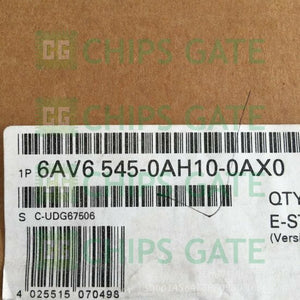 CHIPS GATE
1P 6AV6 545-0AH10-0AX0
CHIPS GATE
S C-UDG67506
QTY
E-ST
(Versi
CHIPS GATE
4 025515 070498